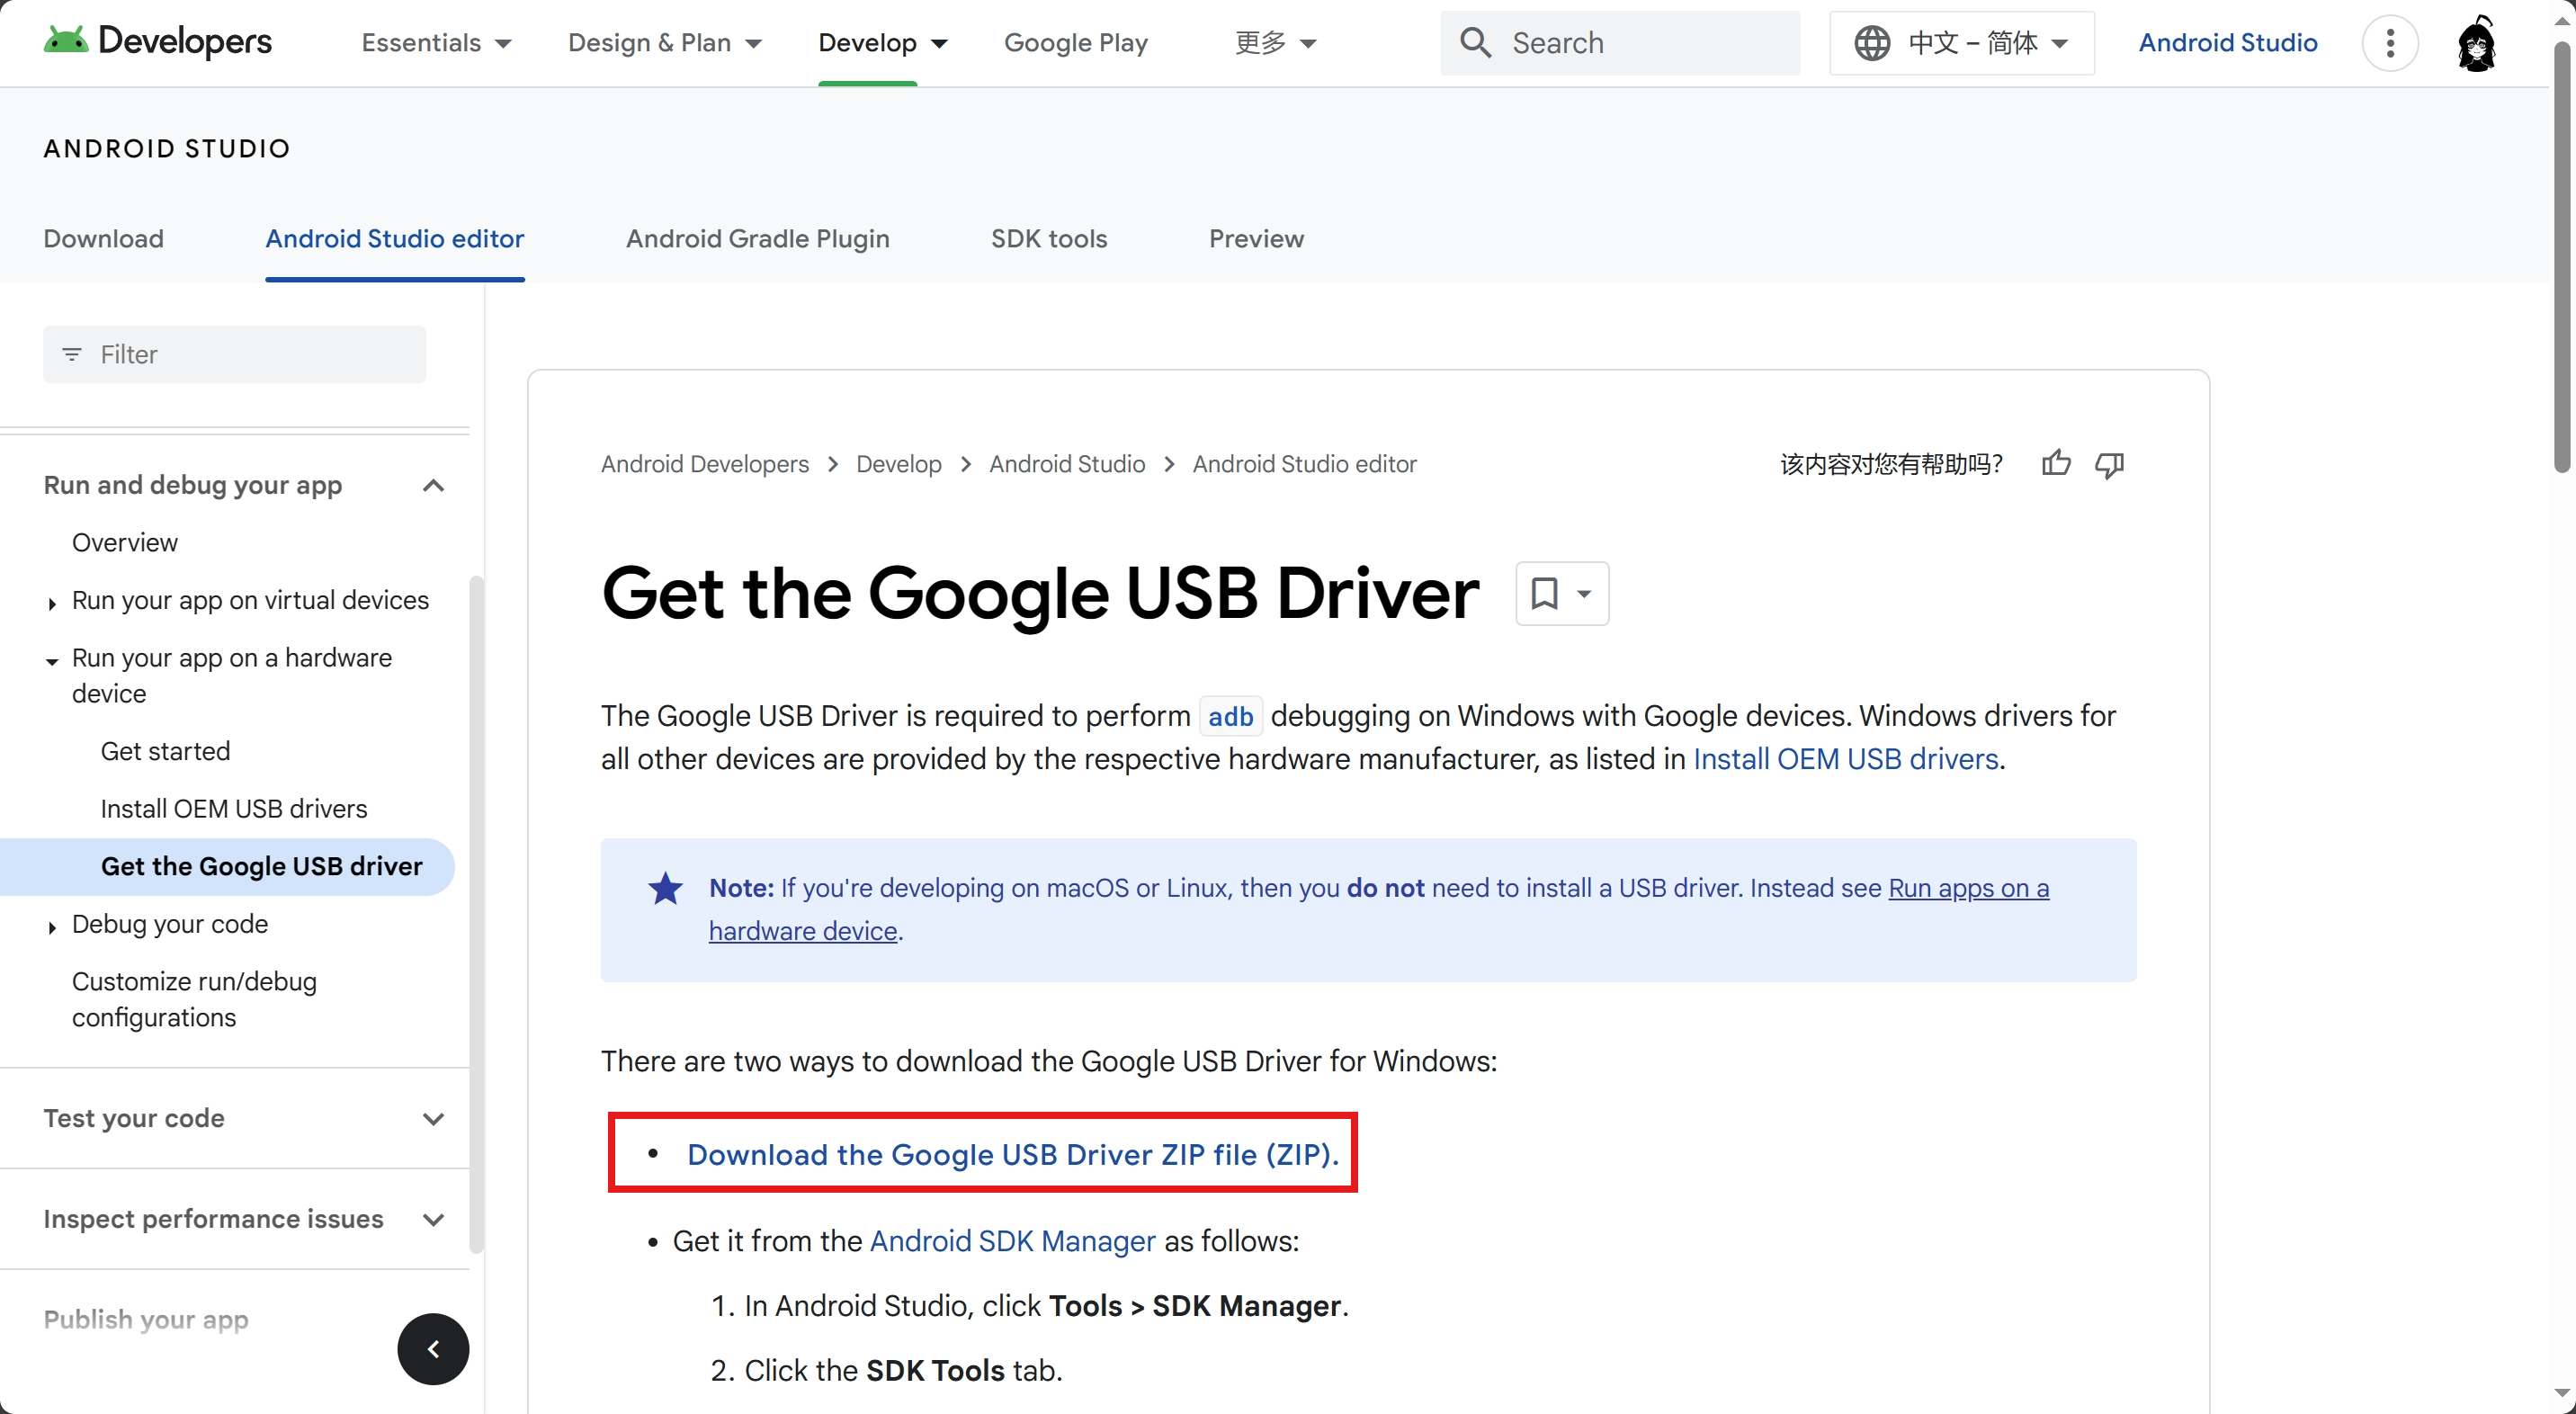 Developers
Essentials
Design & Plan
Develop
Google Play
更多
Search
中文 – 简体
Android Studio
ANDROID STUDIO
Download
Android Studio editor
Android Gradle Plugin
SDK tools
Preview
Filter
Run and debug your app
Overview
Run your app on virtual devices
Run your app on a hardware
device
Get started
Install OEM USB drivers
Get the Google USB driver
Debug your code
Customize run/debug
configurations
Test your code
Inspect performance issues
Publish your app
Android Developers > Develop > Android Studio > Android Studio editor
该内容对您有帮助吗？
Get the Google USB Driver
The Google USB Driver is required to perform adb debugging on Windows with Google devices. Windows drivers for
all other devices are provided by the respective hardware manufacturer, as listed in Install OEM USB drivers.
Note: If you're developing on macOS or Linux, then you do not need to install a USB driver. Instead see Run apps on a
hardware device.
There are two ways to download the Google USB Driver for Windows:
• Download the Google USB Driver ZIP file (ZIP).
• Get it from the Android SDK Manager as follows:
1. In Android Studio, click Tools > SDK Manager.
2. Click the SDK Tools tab.